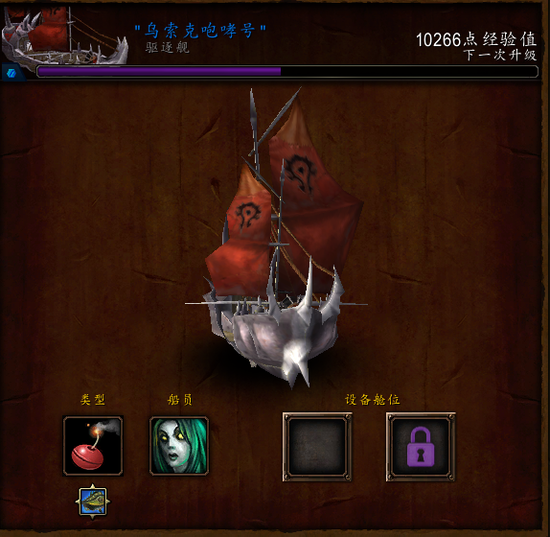 "乌索克咆哮号"
驱逐舰
10266点经验值
下一次升级
类型
船员
设备舱位